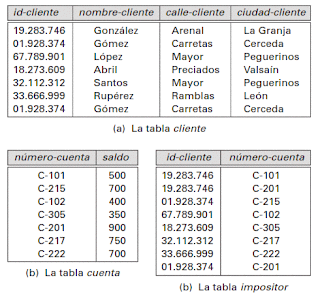 id-cliente nombre-cliente calle-cliente ciudad-cliente
19.283.746 González Arenal La Granja
01.928.374 Gómez Carretas Cerceda
67.789.901 López Mayor Peguerinos
18.273.609 Abril Preciados Valsaín
32.112.312 Santos Mayor Peguerinos
33.666.999 Rupérez Ramblas León
01.928.374 Gómez Carretas Cerceda
(a) La tabla cliente
número-cuenta saldo
C-101 500
C-215 700
C-102 400
C-305 350
C-201 900
C-217 750
C-222 700
(b) La tabla cuenta
id-cliente número-cuenta
19.283.746 C-101
19.283.746 C-201
01.928.374 C-215
67.789.901 C-102
18.273.609 C-305
32.112.312 C-217
33.666.999 C-222
01.928.374 C-201
(b) La tabla impositor